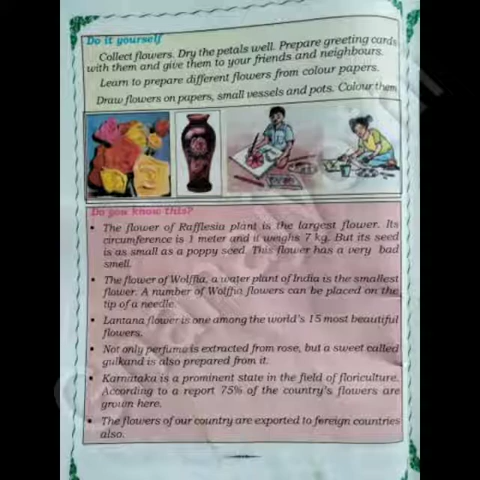 Do it yourself
Collect flowers. Dry the petals well. Prepare greeting cards
with them and give them to your friends and neighbours.
Learn to prepare different flowers from colour papers.
Draw flowers on papers, small vessels and pots. Colour them
Do you know this?
• The flower of Rafflesia plant is the largest flower. Its
circumference is 1 meter and it weighs 7 kg. But its seed
is as small as a poppy seed. This flower has a very bad
smell.
• The flower of Wolffia, a water plant of India is the smallest
flower. A number of Wolffia flowers can be placed on the
tip of a needle.
• Lantana flower is one among the world's 15 most beautiful
flowers.
• Not only perfume is extracted from rose, but a sweet called
gulkand is also prepared from it.
• Karnataka is a prominent state in the field of floriculture.
According to a report 75% of the country's flowers are
grown here.
• The flowers of our country are exported to foreign countries
also.